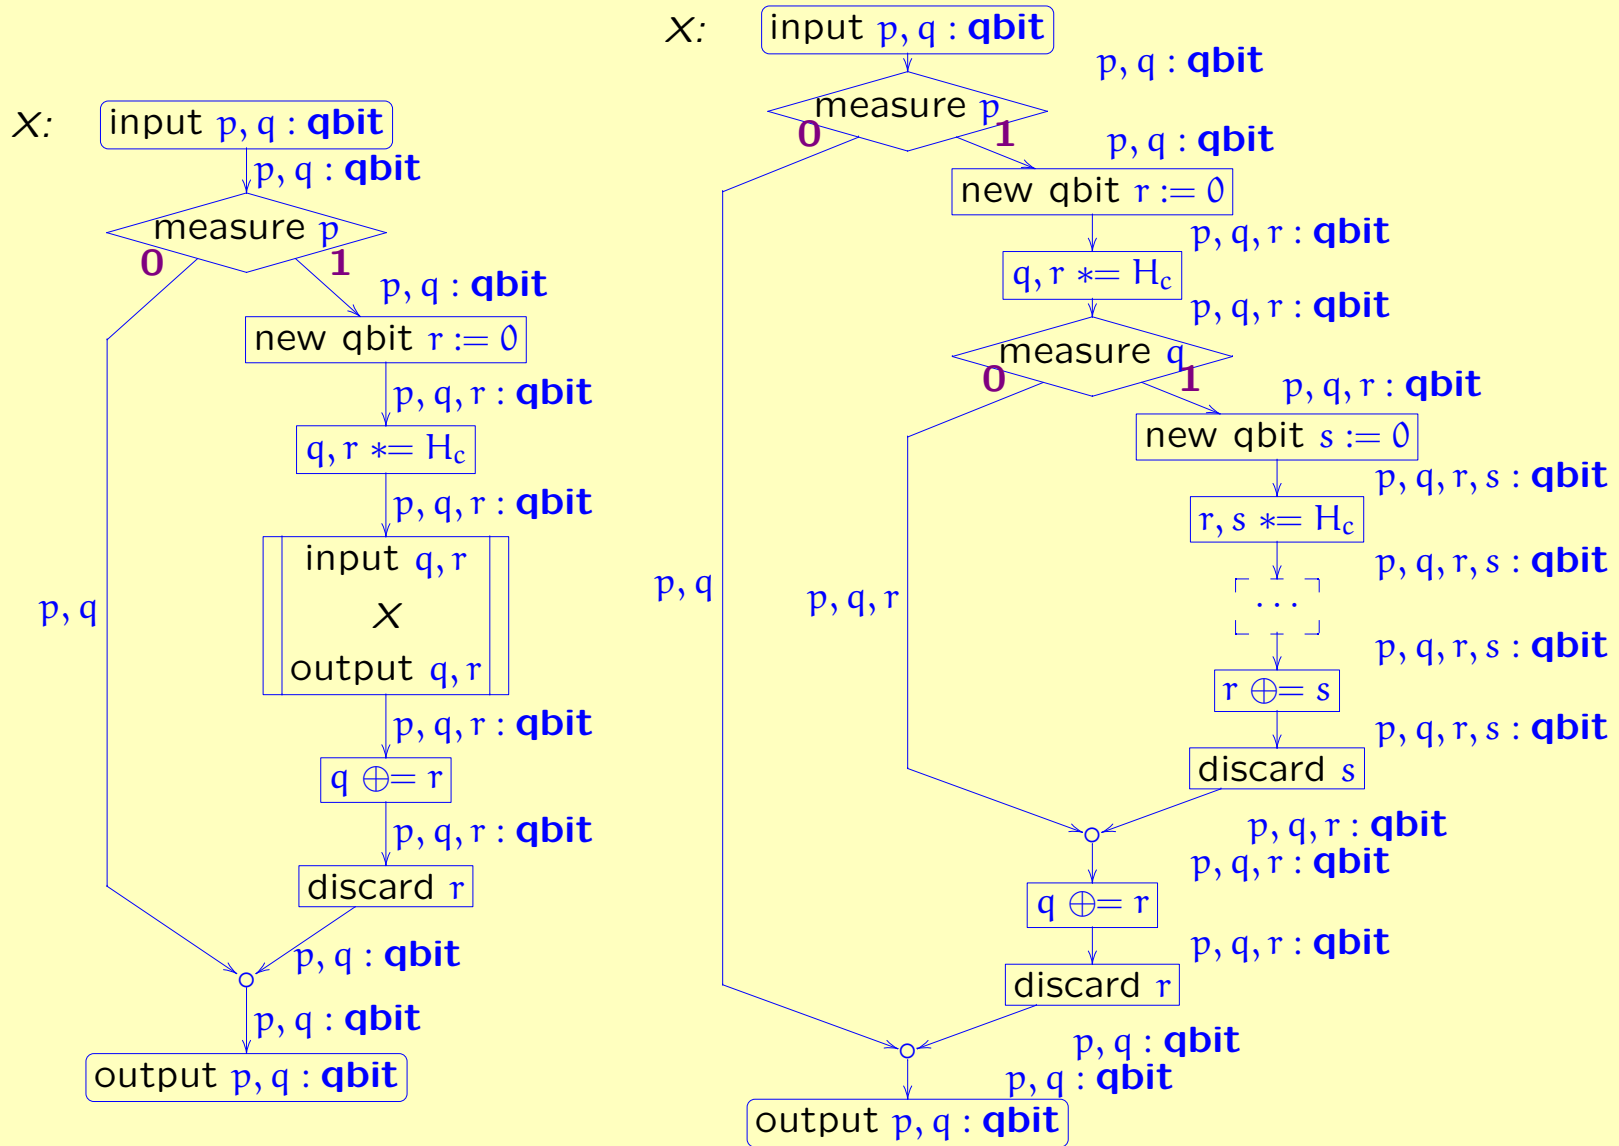 X:
input p, q : qbit
p, q : qbit
measure p
0 1
p, q : qbit
new qbit r := 0
p, q, r : qbit
q, r ∗= H_c
p, q, r : qbit
input q, r
X
output q, r
p, q
p, q, r : qbit
q ⊕= r
p, q, r : qbit
discard r
p, q : qbit
p, q : qbit
output p, q : qbit
X:
input p, q : qbit
p, q : qbit
measure p
0 1
p, q : qbit
new qbit r := 0
p, q, r : qbit
q, r ∗= H_c
p, q, r : qbit
measure q
0 1
p, q, r : qbit
new qbit s := 0
p, q, r, s : qbit
r, s ∗= H_c
p, q, r, s : qbit
p, q
p, q, r
· · ·
p, q, r, s : qbit
r ⊕= s
p, q, r, s : qbit
discard s
p, q, r : qbit
p, q, r : qbit
q ⊕= r
p, q, r : qbit
discard r
p, q : qbit
p, q : qbit
output p, q : qbit